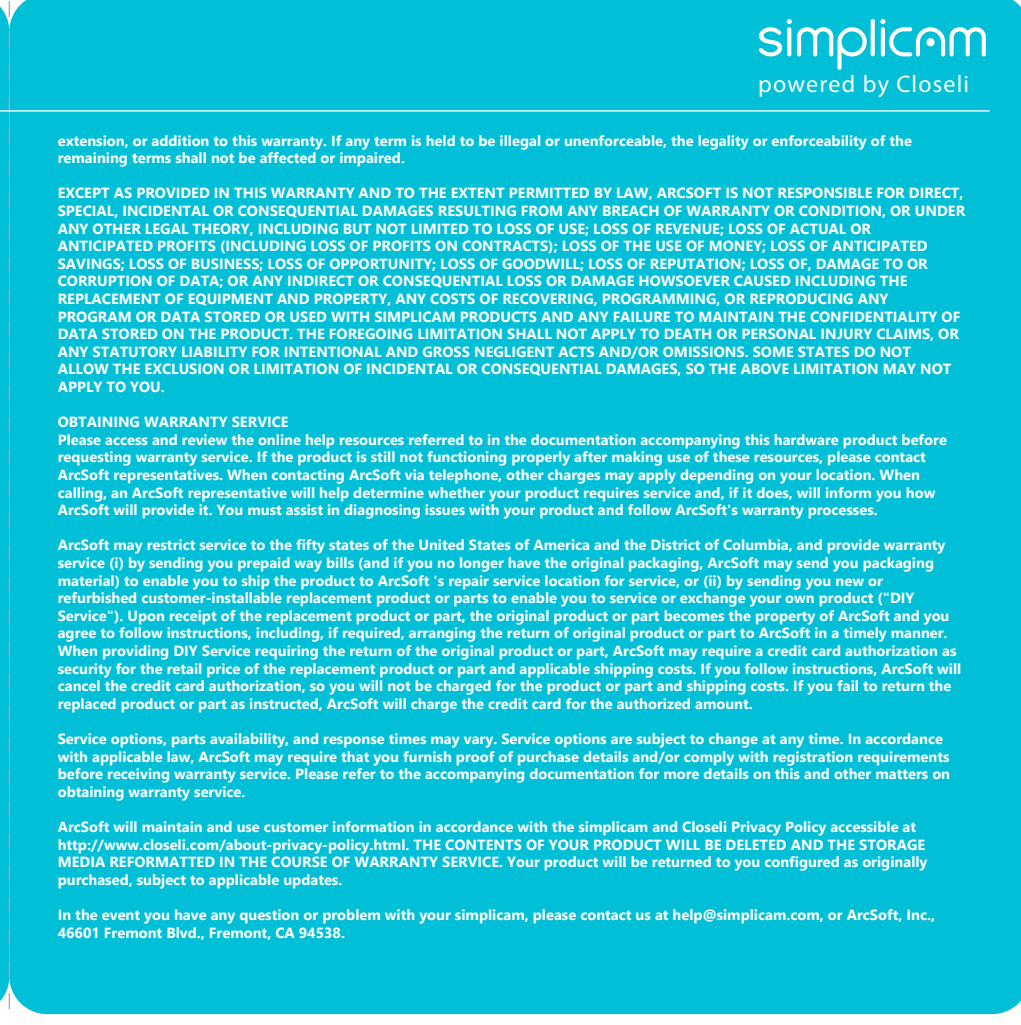 simplicam
powered by Closeli
extension, or addition to this warranty. If any term is held to be illegal or unenforceable, the legality or enforceability of the
remaining terms shall not be affected or impaired.
EXCEPT AS PROVIDED IN THIS WARRANTY AND TO THE EXTENT PERMITTED BY LAW, ARCSOFT IS NOT RESPONSIBLE FOR DIRECT,
SPECIAL, INCIDENTAL OR CONSEQUENTIAL DAMAGES RESULTING FROM ANY BREACH OF WARRANTY OR CONDITION, OR UNDER
ANY OTHER LEGAL THEORY, INCLUDING BUT NOT LIMITED TO LOSS OF USE; LOSS OF REVENUE; LOSS OF ACTUAL OR
ANTICIPATED PROFITS (INCLUDING LOSS OF PROFITS ON CONTRACTS); LOSS OF THE USE OF MONEY; LOSS OF ANTICIPATED
SAVINGS; LOSS OF BUSINESS; LOSS OF OPPORTUNITY; LOSS OF GOODWILL; LOSS OF REPUTATION; LOSS OF, DAMAGE TO OR
CORRUPTION OF DATA; OR ANY INDIRECT OR CONSEQUENTIAL LOSS OR DAMAGE HOWSOEVER CAUSED INCLUDING THE
REPLACEMENT OF EQUIPMENT AND PROPERTY, ANY COSTS OF RECOVERING, PROGRAMMING, OR REPRODUCING ANY
PROGRAM OR DATA STORED OR USED WITH SIMPLICAM PRODUCTS AND ANY FAILURE TO MAINTAIN THE CONFIDENTIALITY OF
DATA STORED ON THE PRODUCT. THE FOREGOING LIMITATION SHALL NOT APPLY TO DEATH OR PERSONAL INJURY CLAIMS, OR
ANY STATUTORY LIABILITY FOR INTENTIONAL AND GROSS NEGLIGENT ACTS AND/OR OMISSIONS. SOME STATES DO NOT
ALLOW THE EXCLUSION OR LIMITATION OF INCIDENTAL OR CONSEQUENTIAL DAMAGES, SO THE ABOVE LIMITATION MAY NOT
APPLY TO YOU.
OBTAINING WARRANTY SERVICE
Please access and review the online help resources referred to in the documentation accompanying this hardware product before
requesting warranty service. If the product is still not functioning properly after making use of these resources, please contact
ArcSoft representatives. When contacting ArcSoft via telephone, other charges may apply depending on your location. When
calling, an ArcSoft representative will help determine whether your product requires service and, if it does, will inform you how
ArcSoft will provide it. You must assist in diagnosing issues with your product and follow ArcSoft's warranty processes.
ArcSoft may restrict service to the fifty states of the United States of America and the District of Columbia, and provide warranty
service (i) by sending you prepaid way bills (and if you no longer have the original packaging, ArcSoft may send you packaging
material) to enable you to ship the product to ArcSoft 's repair service location for service, or (ii) by sending you new or
refurbished customer-installable replacement product or parts to enable you to service or exchange your own product ("DIY
Service"). Upon receipt of the replacement product or part, the original product or part becomes the property of ArcSoft and you
agree to follow instructions, including, if required, arranging the return of original product or part to ArcSoft in a timely manner.
When providing DIY Service requiring the return of the original product or part, ArcSoft may require a credit card authorization as
security for the retail price of the replacement product or part and applicable shipping costs. If you follow instructions, ArcSoft will
cancel the credit card authorization, so you will not be charged for the product or part and shipping costs. If you fail to return the
replaced product or part as instructed, ArcSoft will charge the credit card for the authorized amount.
Service options, parts availability, and response times may vary. Service options are subject to change at any time. In accordance
with applicable law, ArcSoft may require that you furnish proof of purchase details and/or comply with registration requirements
before receiving warranty service. Please refer to the accompanying documentation for more details on this and other matters on
obtaining warranty service.
ArcSoft will maintain and use customer information in accordance with the simplicam and Closeli Privacy Policy accessible at
http://www.closeli.com/about-privacy-policy.html. THE CONTENTS OF YOUR PRODUCT WILL BE DELETED AND THE STORAGE
MEDIA REFORMATTED IN THE COURSE OF WARRANTY SERVICE. Your product will be returned to you configured as originally
purchased, subject to applicable updates.
In the event you have any question or problem with your simplicam, please contact us at help@simplicam.com, or ArcSoft, Inc.,
46601 Fremont Blvd., Fremont, CA 94538.